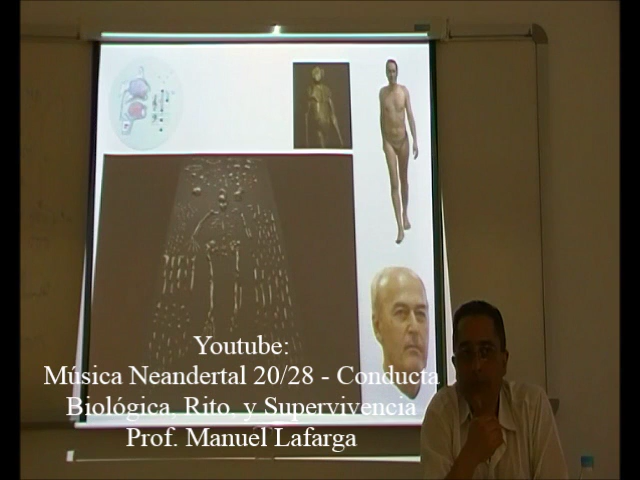 Youtube:
Música Neandertal 20/28 - Conducta
Biológica, Rito, y Supervivencia
Prof. Manuel Lafarga